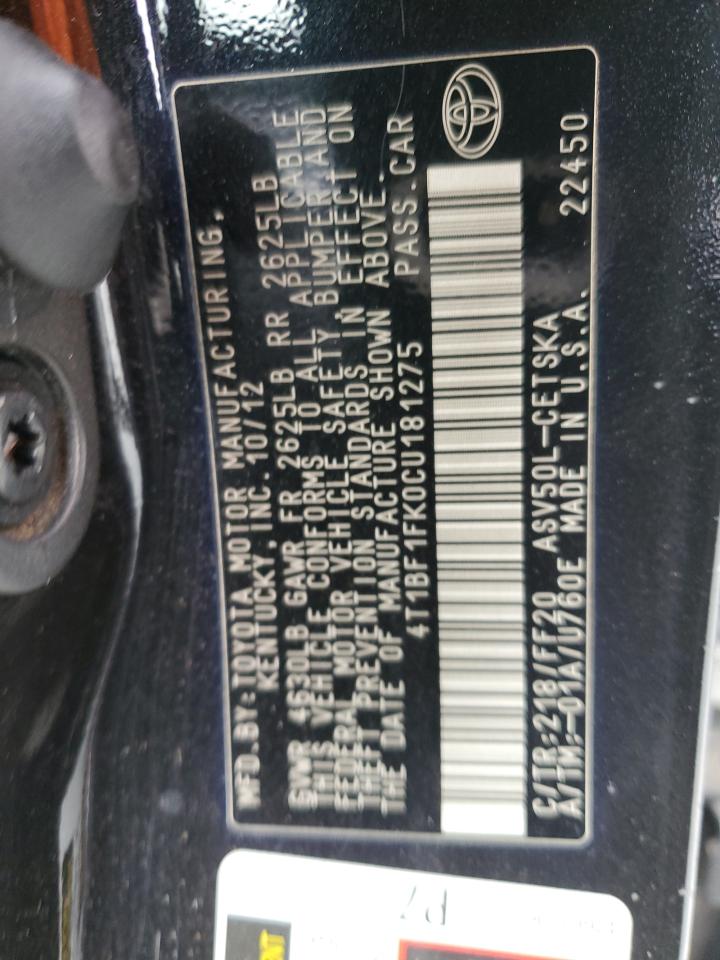 MFD.BY:TOYOTA MOTOR MANUFACTURING,
KENTUCKY, INC. 10/12
GVWR 4630LB GAWR FR 2625LB RR 2625LB
THIS VEHICLE CONFORMS TO ALL APPLICABLE
FEDERAL MOTOR VEHICLE SAFETY, BUMPER, AND
THEFT PREVENTION STANDARDS IN EFFECT ON
THE DATE OF MANUFACTURE SHOWN ABOVE.
4T1BF1FK0CU181275 PASS.CAR
C/TR:218/FF20 ASV50L-CETSKA
A/TM:-01A/U760E MADE IN U.S.A. 22450